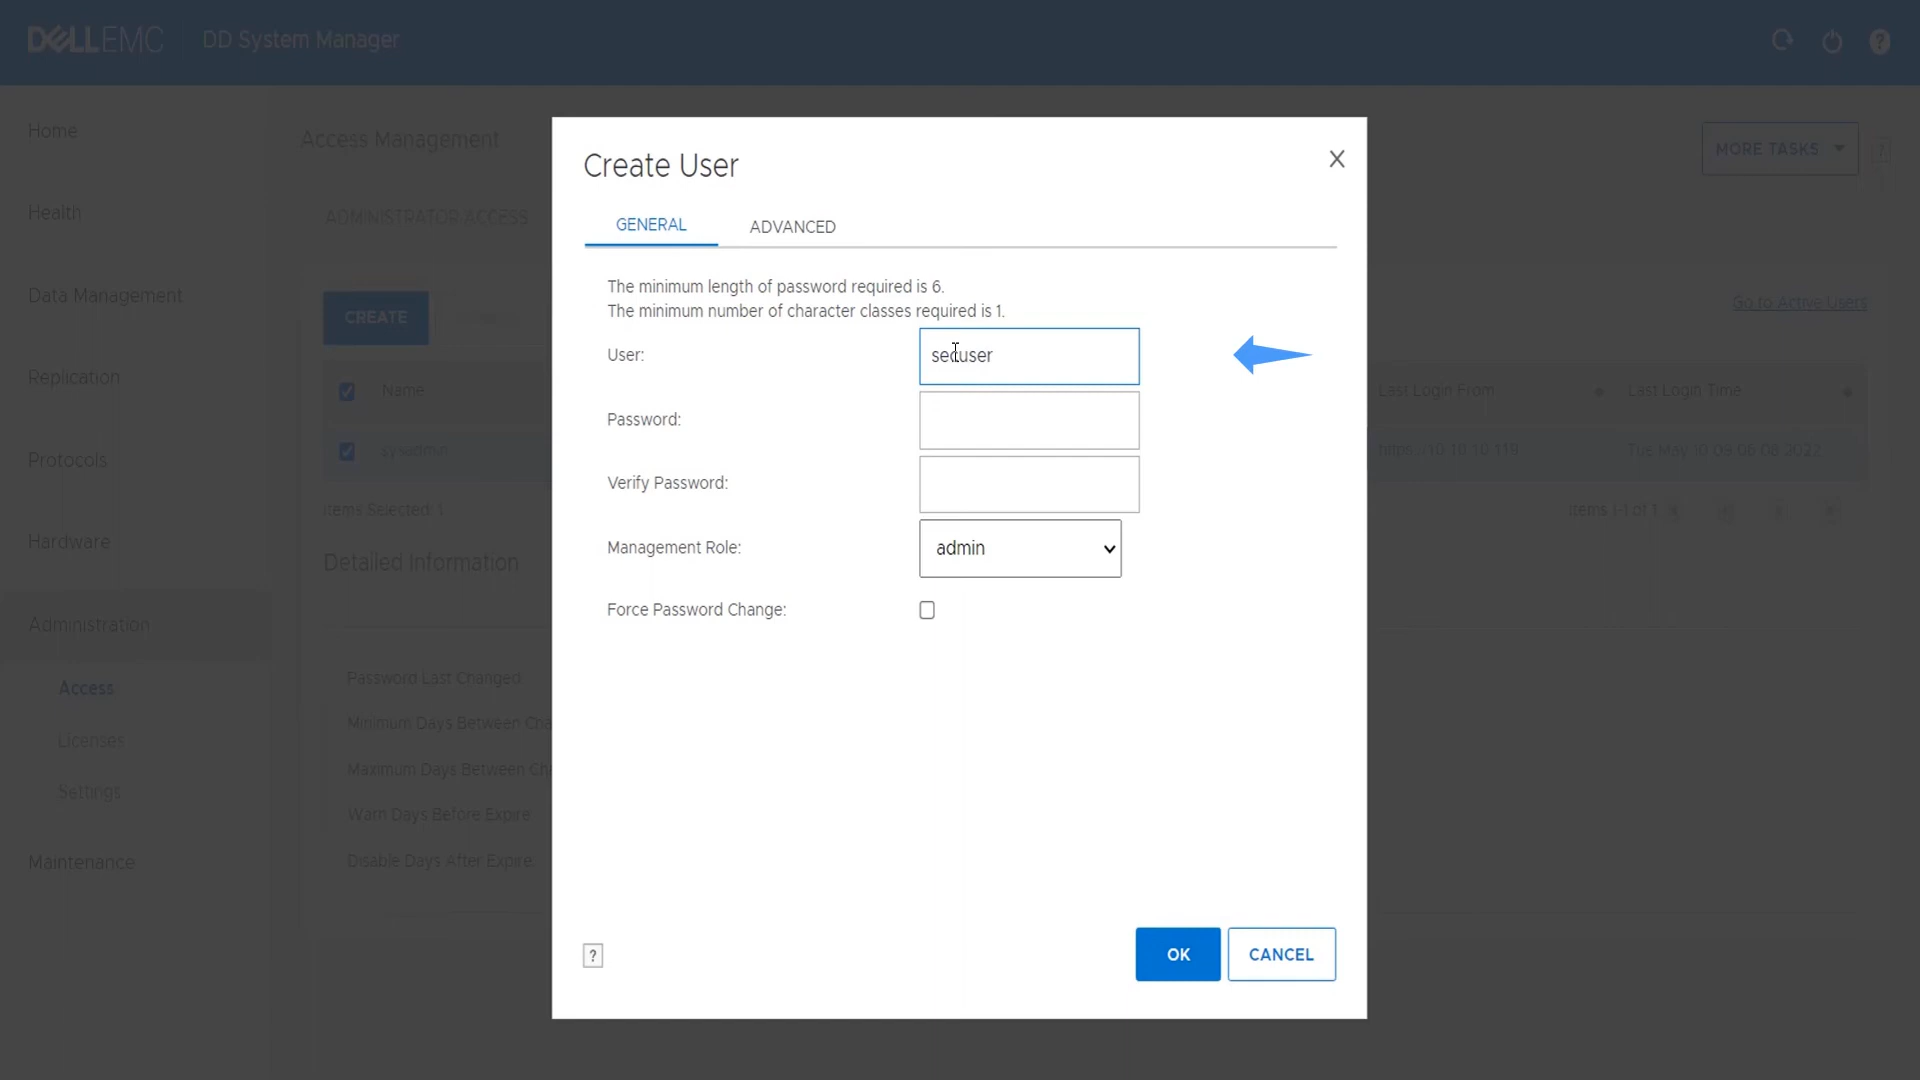 DELLEMC DD System Manager
Home
Access Management
MORE TASKS
?
Create User
X
Health
ADMINISTRATOR ACCESS
GENERAL ADVANCED
Data Management
CREATE
Go to Active Users
The minimum length of password required is 6.
The minimum number of character classes required is 1.
User: secuser
Replication
Name
Last Login From
Last Login Time
Password:
Protocols
sysadmin
https://10.16.10.119
Tue May 10 03:06:08 2022
Verify Password:
Items Selected: 1
Items 1-1 of 1
Hardware
Detailed Information
Management Role: admin
Administration
Force Password Change:
Access
Password Last Changed
Minimum Days Between Cha
Licenses
Maximum Days Between Cha
Settings
Warn Days Before Expire
Maintenance
Disable Days After Expire
?
OK
CANCEL